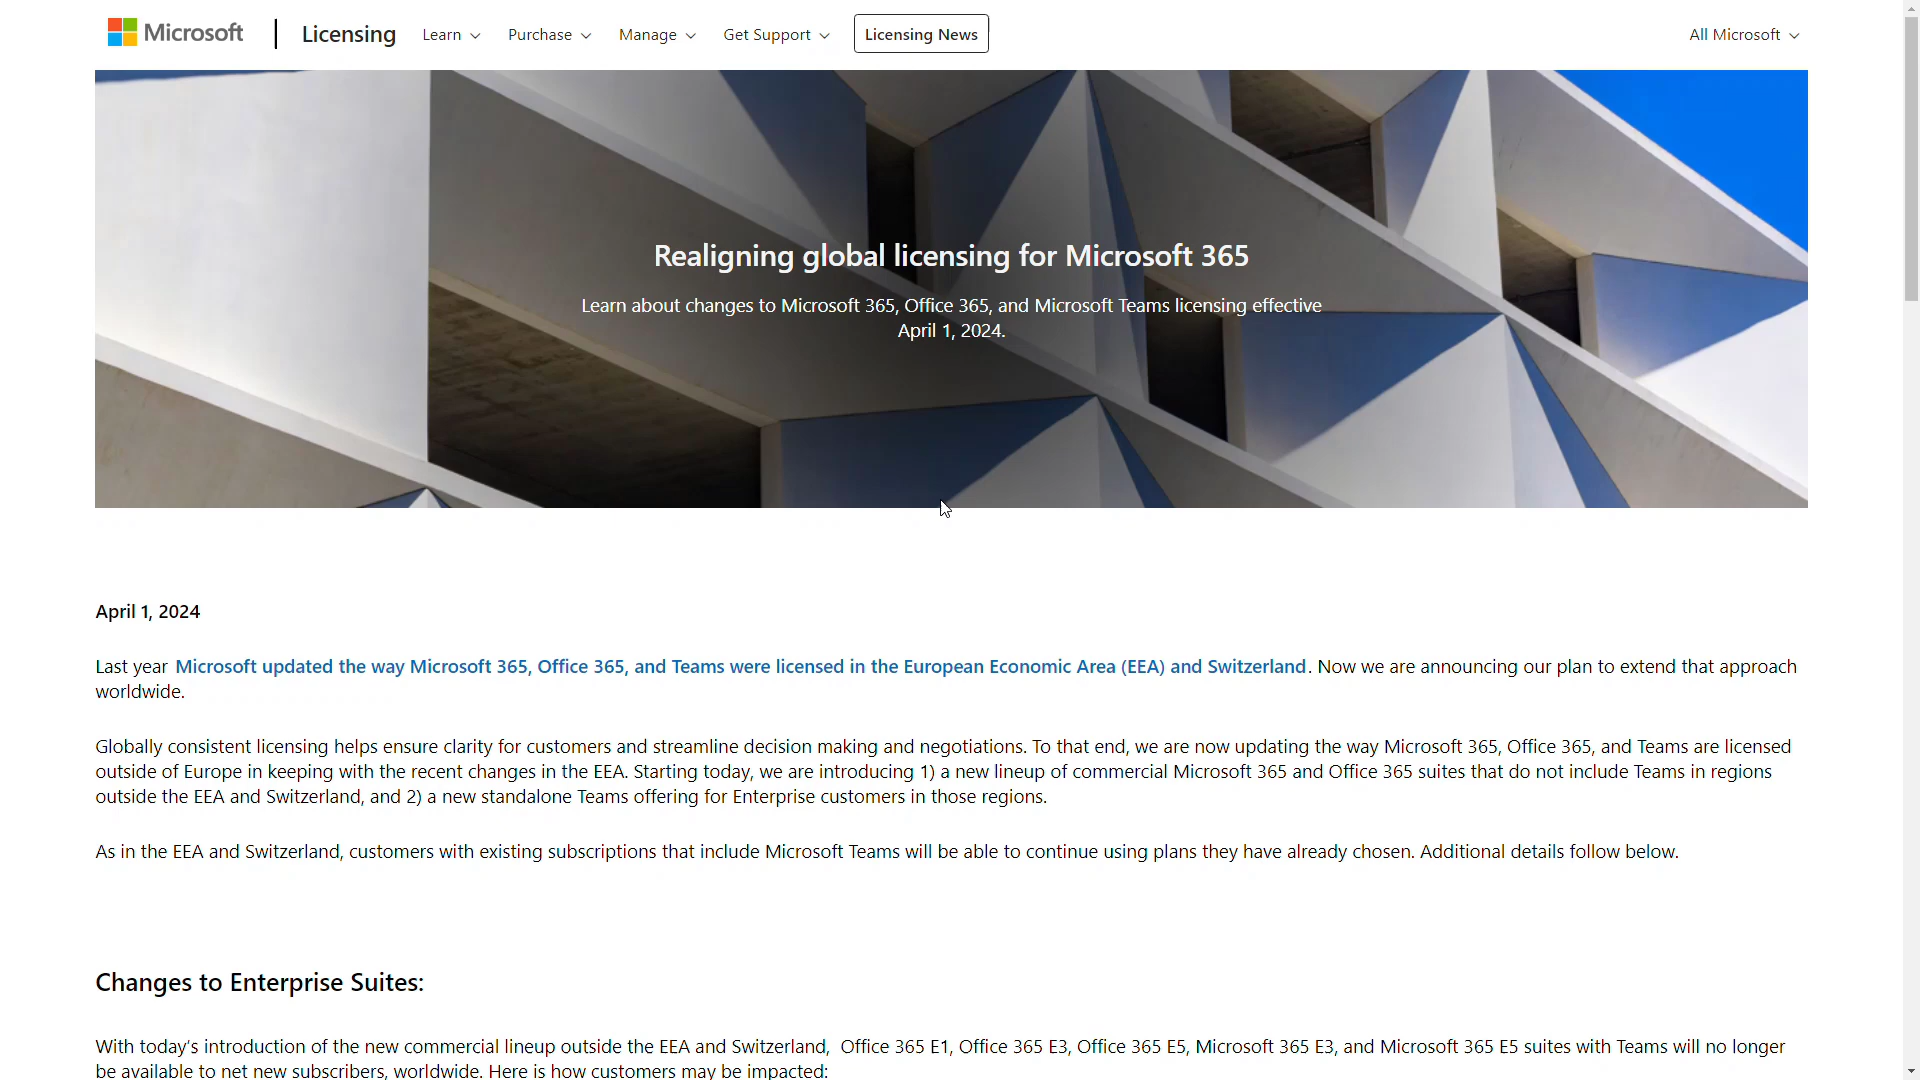 Microsoft
Licensing
Learn
Purchase
Manage
Get Support
Licensing News
All Microsoft
Realigning global licensing for Microsoft 365
Learn about changes to Microsoft 365, Office 365, and Microsoft Teams licensing effective
April 1, 2024.
April 1, 2024
Last year Microsoft updated the way Microsoft 365, Office 365, and Teams were licensed in the European Economic Area (EEA) and Switzerland. Now we are announcing our plan to extend that approach
worldwide.
Globally consistent licensing helps ensure clarity for customers and streamline decision making and negotiations. To that end, we are now updating the way Microsoft 365, Office 365, and Teams are licensed
outside of Europe in keeping with the recent changes in the EEA. Starting today, we are introducing 1) a new lineup of commercial Microsoft 365 and Office 365 suites that do not include Teams in regions
outside the EEA and Switzerland, and 2) a new standalone Teams offering for Enterprise customers in those regions.
As in the EEA and Switzerland, customers with existing subscriptions that include Microsoft Teams will be able to continue using plans they have already chosen. Additional details follow below.
Changes to Enterprise Suites:
With today's introduction of the new commercial lineup outside the EEA and Switzerland, Office 365 E1, Office 365 E3, Office 365 E5, Microsoft 365 E3, and Microsoft 365 E5 suites with Teams will no longer
be available to net new subscribers, worldwide. Here is how customers may be impacted: